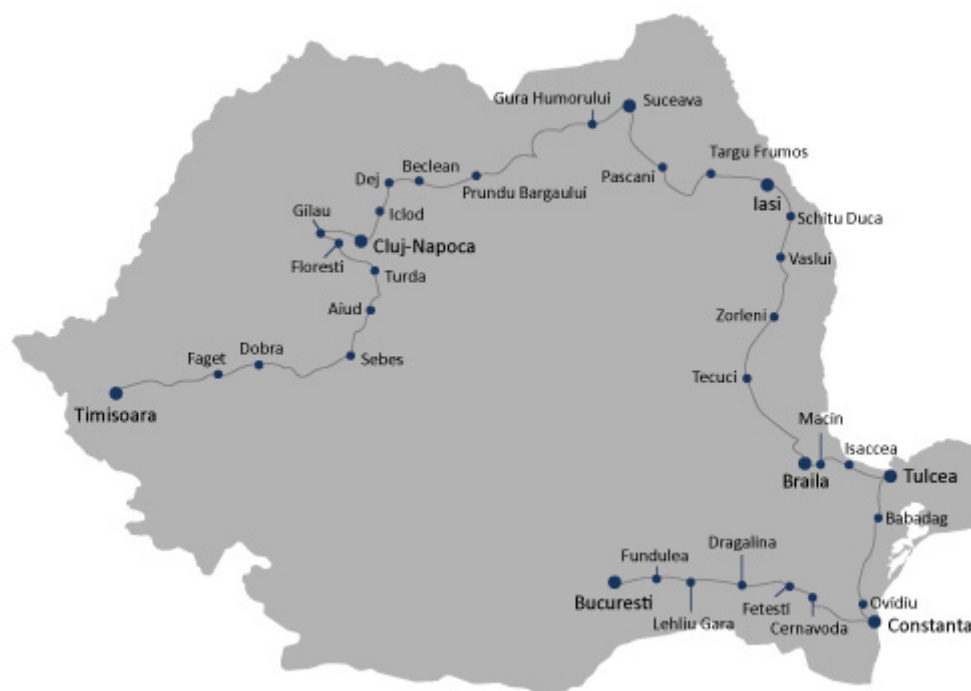 Gura Humorului
Suceava
Targu Frumos
Beclean
Dej
Prundu Bargaului
Pascani
Iasi
Gilau
Iclod
Schitu Duca
Cluj-Napoca
Floresti
Turda
Vaslui
Aiud
Zorleni
Dobra
Faget
Sebes
Tecuci
Timisoara
Macin
Isaccea
Braila
Tulcea
Babadag
Dragalina
Fundulea
Bucuresti
Fetesti
Ovidiu
Lehliu Gara
Cernavoda
Constanta